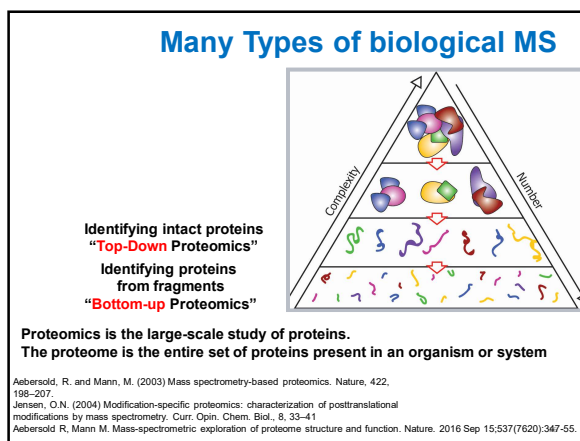 Many Types of biological MS
Complexity
Number
Identifying intact proteins
“Top-Down Proteomics”
Identifying proteins
from fragments
“Bottom-up Proteomics”
Proteomics is the large-scale study of proteins.
The proteome is the entire set of proteins present in an organism or system
Aebersold, R. and Mann, M. (2003) Mass spectrometry-based proteomics. Nature, 422,
198–207.
Jensen, O.N. (2004) Modification-specific proteomics: characterization of posttranslational
modifications by mass spectrometry. Curr. Opin. Chem. Biol., 8, 33–41
Aebersold R, Mann M. Mass-spectrometric exploration of proteome structure and function. Nature. 2016 Sep 15;537(7620):347-55.